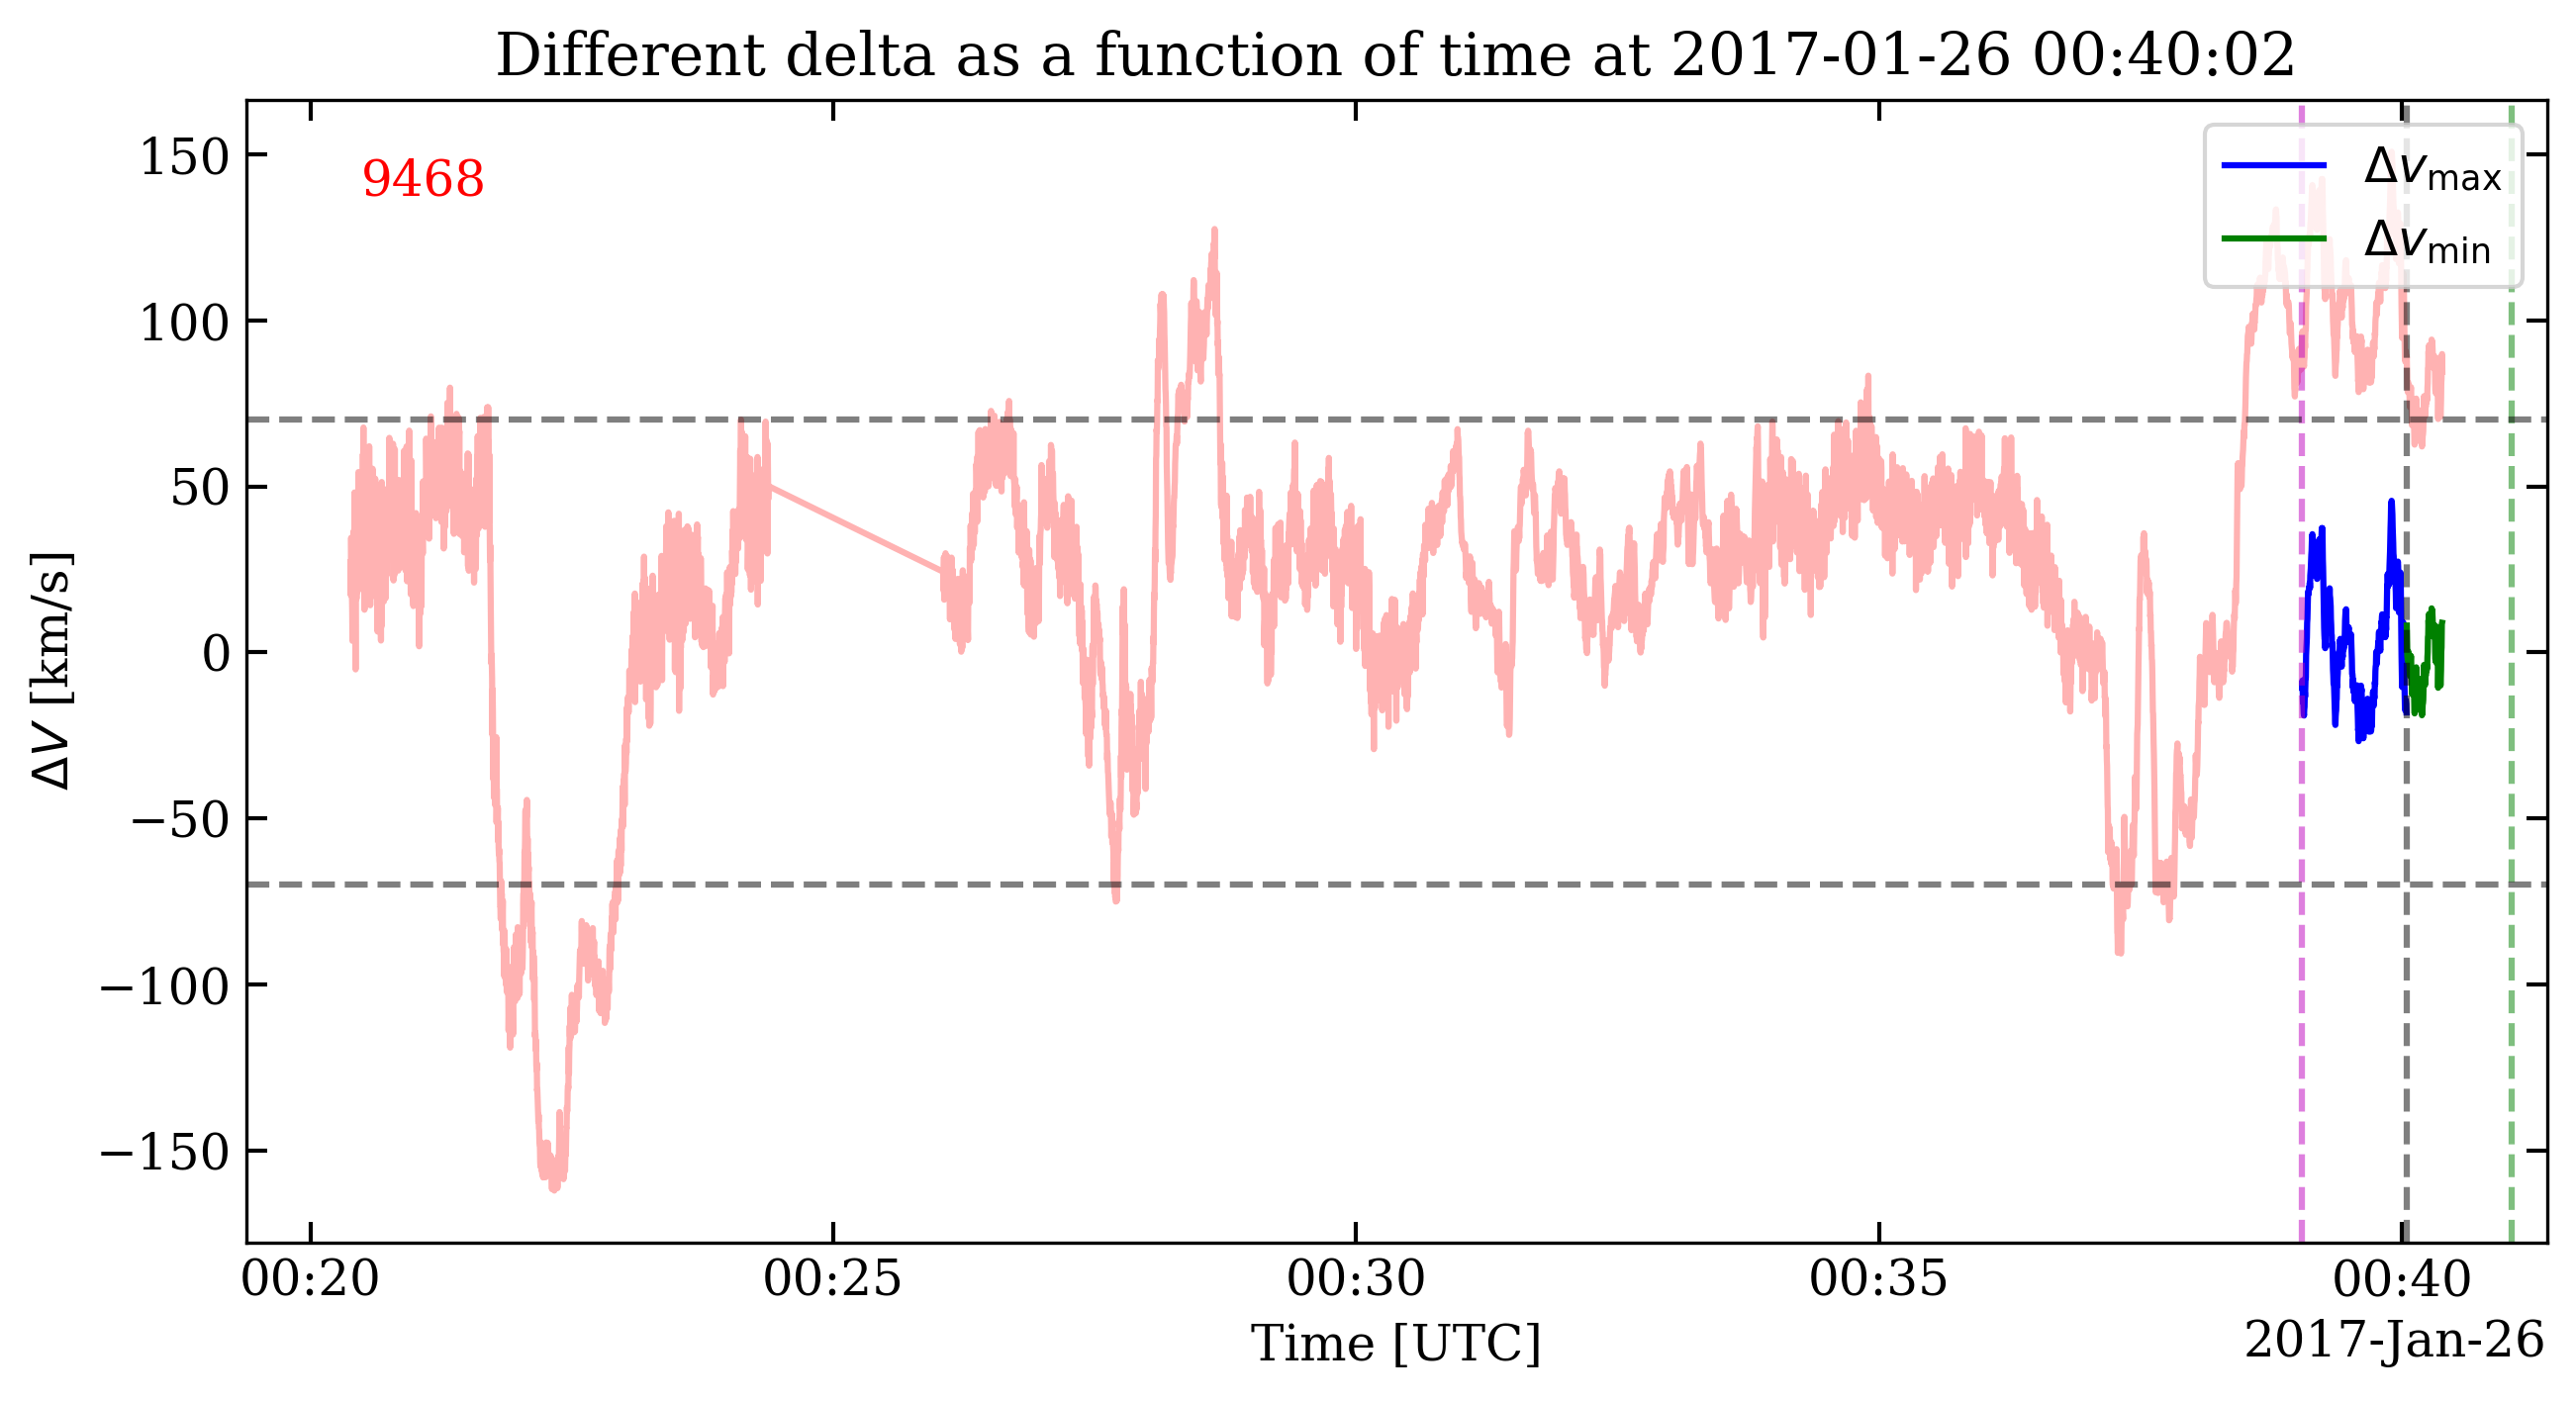 Different delta as a function of time at 2017-01-26 00:40:02
9468
Δv_max
Δv_min
150
100
50
0
−50
−100
−150
ΔV [km/s]
00:20 00:25 00:30 00:35 00:40
2017-Jan-26
Time [UTC]